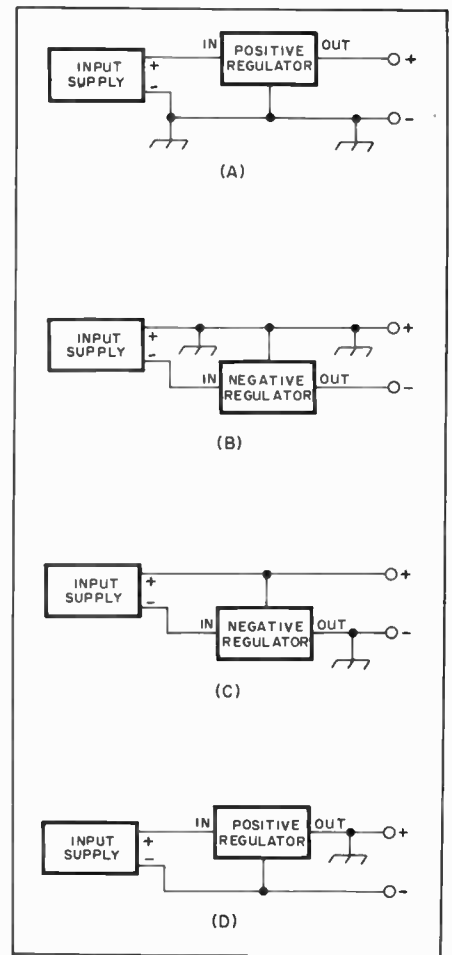 IN POSITIVE REGULATOR OUT
INPUT SUPPLY + -
+
-
(A)
INPUT SUPPLY + -
+
IN NEGATIVE REGULATOR OUT
-
(B)
INPUT SUPPLY + -
+
IN NEGATIVE REGULATOR OUT
-
(C)
IN POSITIVE REGULATOR OUT
INPUT SUPPLY + -
+
-
(D)